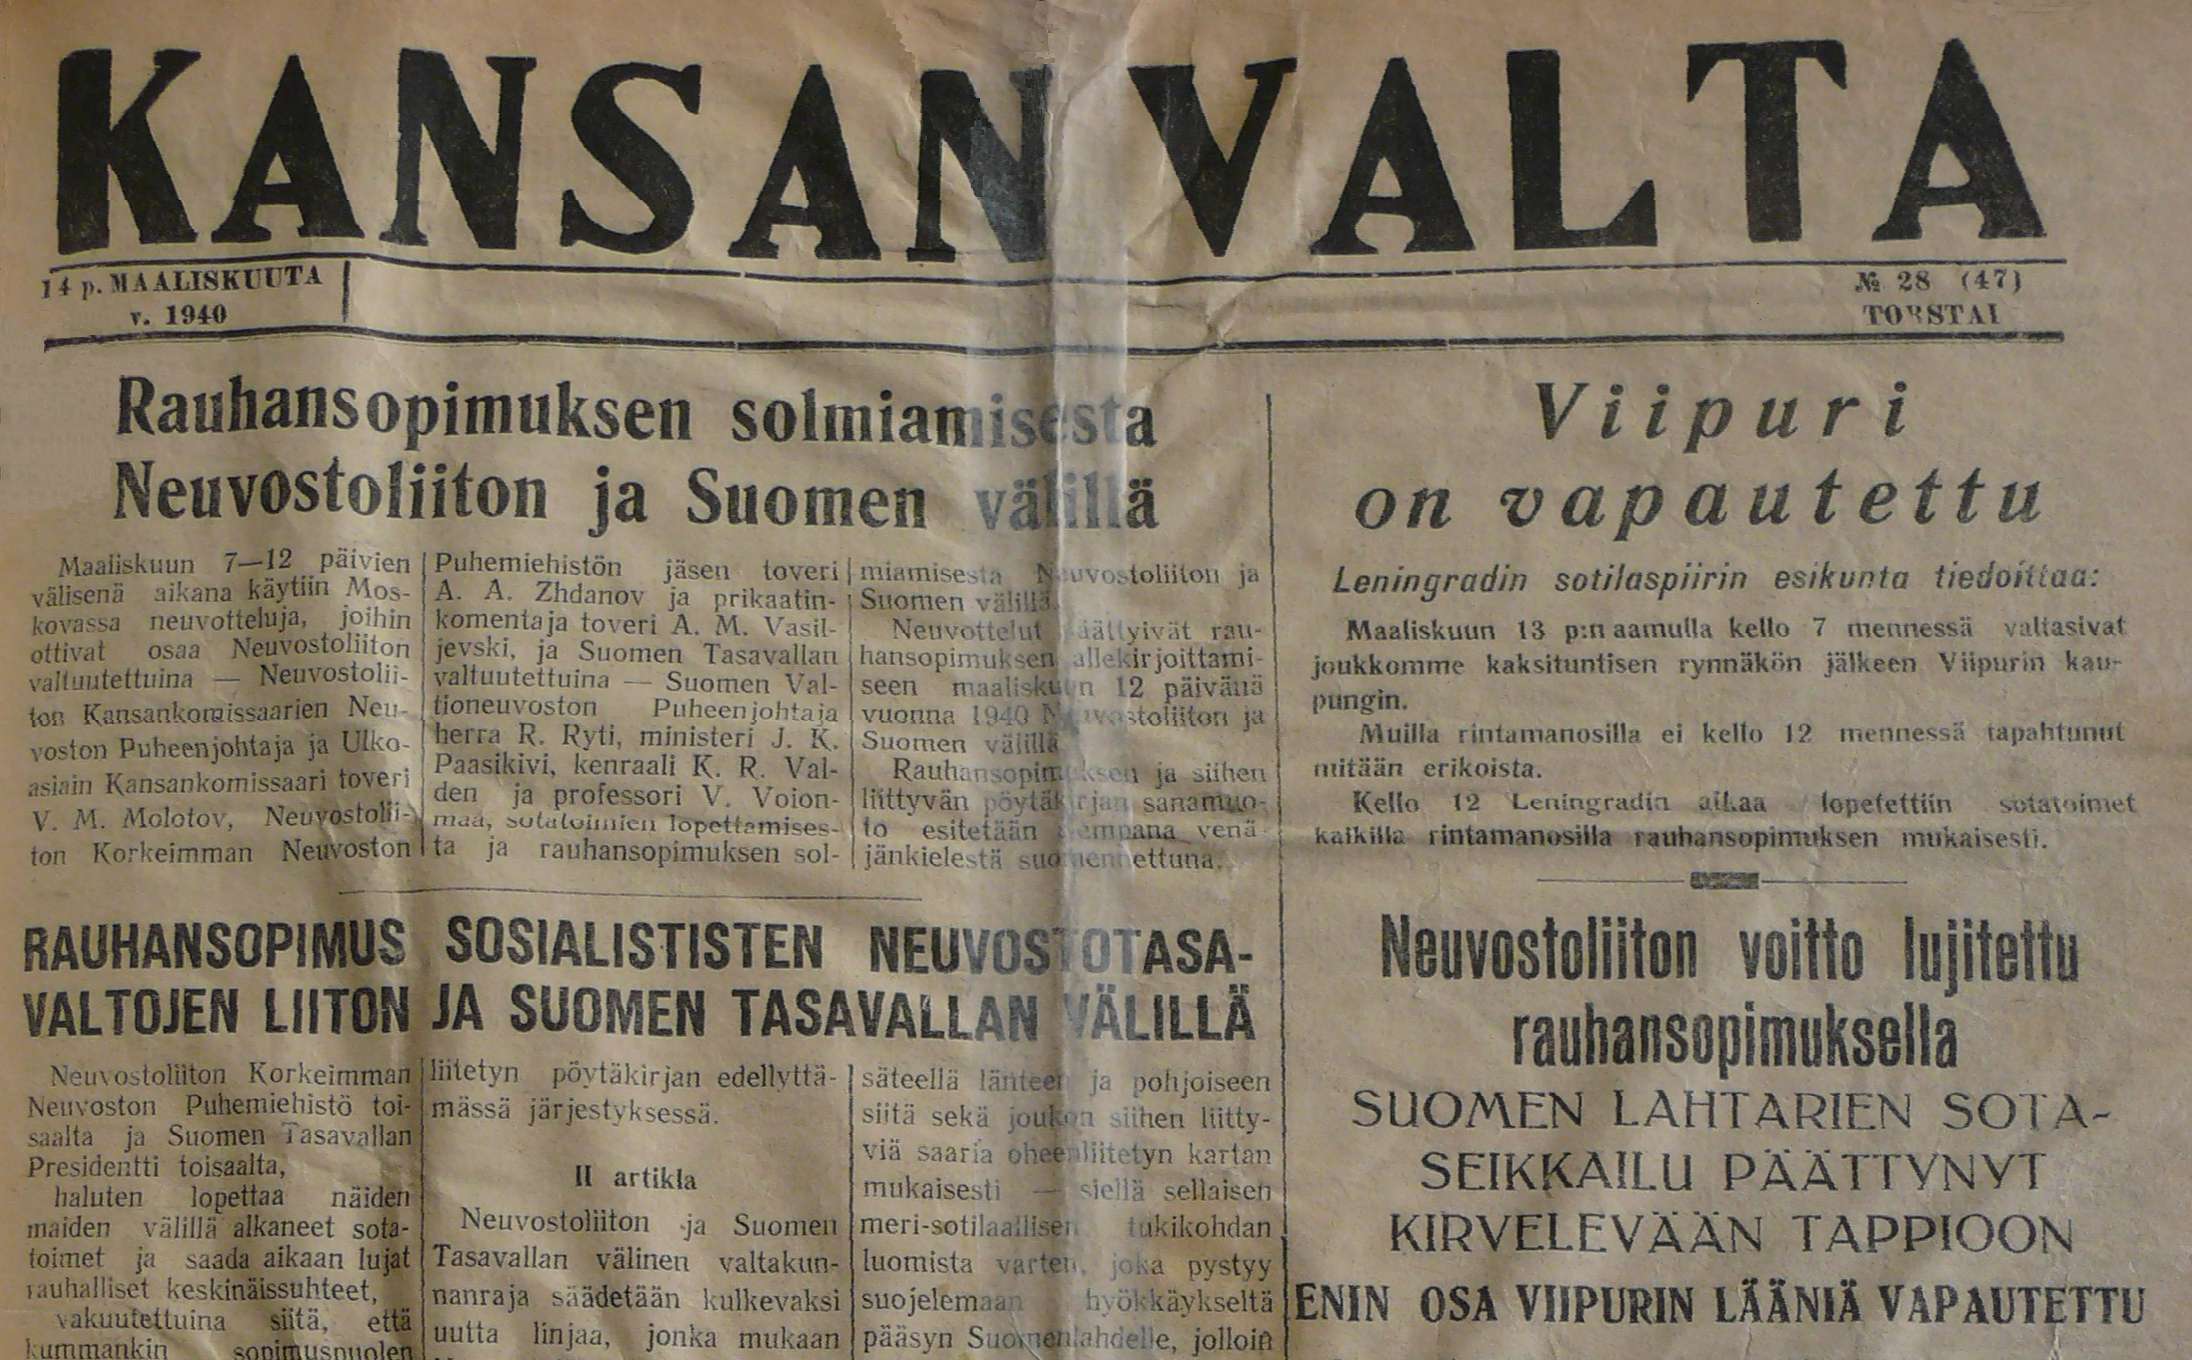 KANSAN VALTA
14 p. MAALISKUUTA
v. 1940
№ 28 (47)
TORSTAI
Rauhansopimuksen solmiamisesta
Neuvostoliiton ja Suomen välillä
Maaliskuun 7—12 päivien
välisenä aikana käytiin Mos-
kovassa neuvotteluja, joihin
ottivat osaa Neuvostoliiton
valtuutettuina — Neuvostolii-
ton Kansankomissaarien Neu-
voston Puheenjohtaja ja Ulko-
asiain Kansankomissaari toveri
V. M. Molotov, Neuvostolii-
ton Korkeimman Neuvoston
Puhemiehistön jäsen toveri
A. A. Zhdanov ja prikaatin-
komentaja toveri A. M. Vasil-
jevski, ja Suomen Tasavallan
valtuutettuina — Suomen Val-
tioneuvoston Puheenjohtaja
herra R. Ryti, ministeri J. K.
Paasikivi, kenraali K. R. Val-
den ja professori V. Voion-
maa, sotatoimien lopettamises-
ta ja rauhansopimuksen sol-
miamisesta Neuvostoliiton ja
Suomen välillä.
Neuvottelut päättyivät rau-
hansopimuksen allekirjoittami-
seen maaliskuun 12 päivänä
vuonna 1940 Neuvostoliiton ja
Suomen välillä.
Rauhansopimuksen ja siihen
liittyvän pöytäkirjan sanamuo-
to esitetään alempana venä-
jänkielestä suomennettuna.
RAUHANSOPIMUS SOSIALISTISTEN NEUVOSTOTASA-
VALTOJEN LIITON JA SUOMEN TASAVALLAN VÄLILLÄ
Neuvostoliiton Korkeimman
Neuvoston Puhemiehistö toi-
saalta ja Suomen Tasavallan
Presidentti toisaalta,
haluten lopettaa näiden
maiden välillä alkaneet sota-
toimet ja saada aikaan lujat
rauhalliset keskinäissuhteet,
vakuutettuina siitä, että
kummankin sopimuspuolen
liitetyn pöytäkirjan edellyttä-
mässä järjestyksessä.
II artikla
Neuvostoliiton ja Suomen
Tasavallan välinen valtakun-
nanraja säädetään kulkevaksi
uutta linjaa, jonka mukaan
säteellä länteen ja pohjoiseen
siitä sekä joukon siihen liitty-
viä saaria oheenliitetyn kartan
mukaisesti — siellä sellaisen
meri-sotilaallisen tukikohdan
luomista varten, joka pystyy
suojelemaan hyökkäykseltä
pääsyn Suomenlahdelle, jolloin
Viipuri
on vapautettu
Leningradin sotilaspiirin esikunta tiedoittaa:
Maaliskuun 13 p:n aamulla kello 7 mennessä valtasivat
joukkomme kaksituntisen rynnäkön jälkeen Viipurin kau-
pungin.
Muilla rintamanosilla ei kello 12 mennessä tapahtunut
mitään erikoista.
Kello 12 Leningradin aikaa lopetettiin sotatoimet
kaikilla rintamanosilla rauhansopimuksen mukaisesti.
Neuvostoliiton voitto lujitettu
rauhansopimuksella
SUOMEN LAHTARIEN SOTA-
SEIKKAILU PÄÄTTYNYT
KIRVELEVÄÄN TAPPIOON
ENIN OSA VIIPURIN LÄÄNIÄ VAPAUTETTU